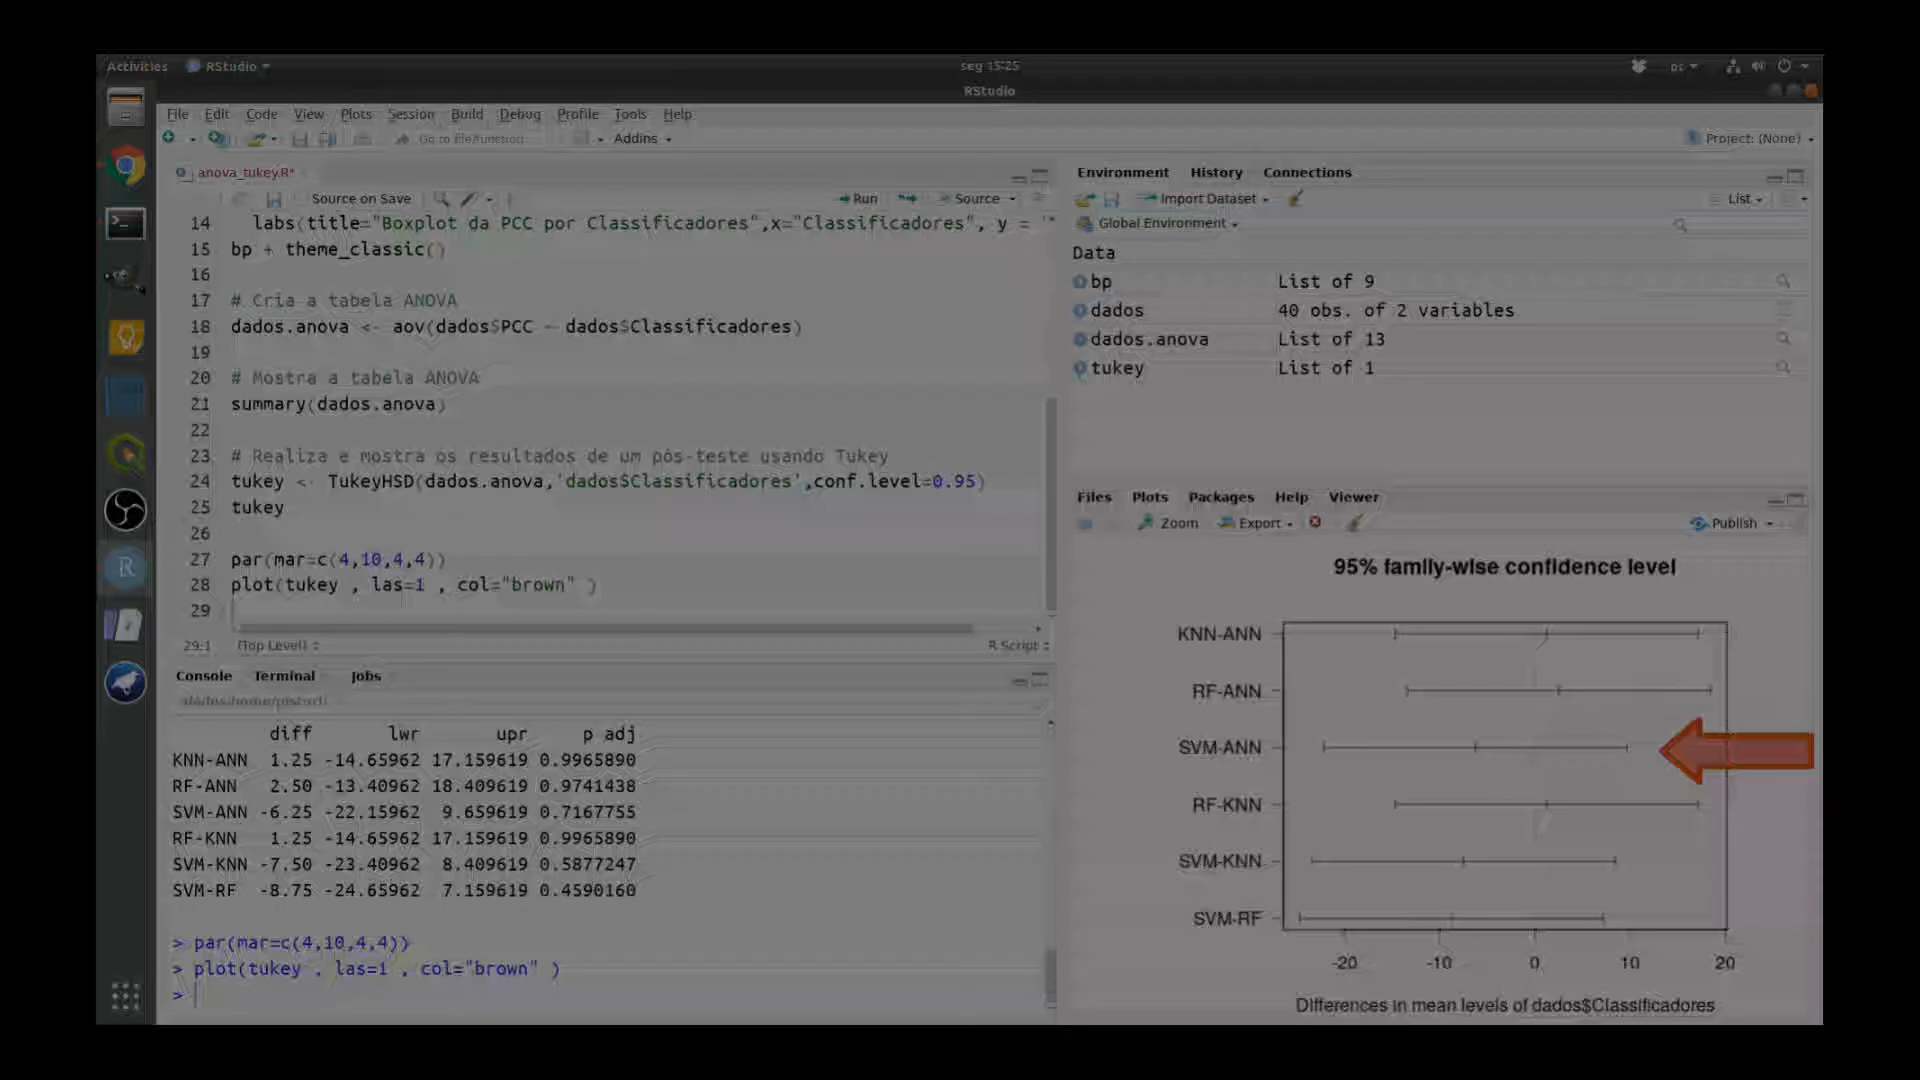 Activities RStudio seg 15:25
RStudio
File Edit Code View Plots Session Build Debug Profile Tools Help
Go to file/function Addins Project: (None)
anova_tukey.R*
Source on Save Run Source
14 labs(title="Boxplot da PCC por Classificadores",x="Classificadores", y = "
15 bp + theme_classic()
16
17 # Cria a tabela ANOVA
18 dados.anova <- aov(dados$PCC ~ dados$Classificadores)
19
20 # Mostra a tabela ANOVA
21 summary(dados.anova)
22
23 # Realiza e mostra os resultados de um pós-teste usando Tukey
24 tukey <- TukeyHSD(dados.anova,'dados$Classificadores',conf.level=0.95)
25 tukey
26
27 par(mar=c(4,10,4,4))
28 plot(tukey , las=1 , col="brown" )
29
29:1 (Top Level) R Script
Console Terminal Jobs
diff lwr upr p adj
KNN-ANN 1.25 -14.65962 17.159619 0.9965890
RF-ANN 2.50 -13.40962 18.409619 0.9741438
SVM-ANN -6.25 -22.15962 9.659619 0.7167755
RF-KNN 1.25 -14.65962 17.159619 0.9965890
SVM-KNN -7.50 -23.40962 8.409619 0.5877247
SVM-RF -8.75 -24.65962 7.159619 0.4590160
> par(mar=c(4,10,4,4))
> plot(tukey , las=1 , col="brown" )
>
Environment History Connections
Import Dataset List
Global Environment
Data
bp List of 9
dados 40 obs. of 2 variables
dados.anova List of 13
tukey List of 1
Files Plots Packages Help Viewer
Zoom Export Publish
95% family-wise confidence level
KNN-ANN
RF-ANN
SVM-ANN
RF-KNN
SVM-KNN
SVM-RF
-20 -10 0 10 20
Differences in mean levels of dados$Classificadores